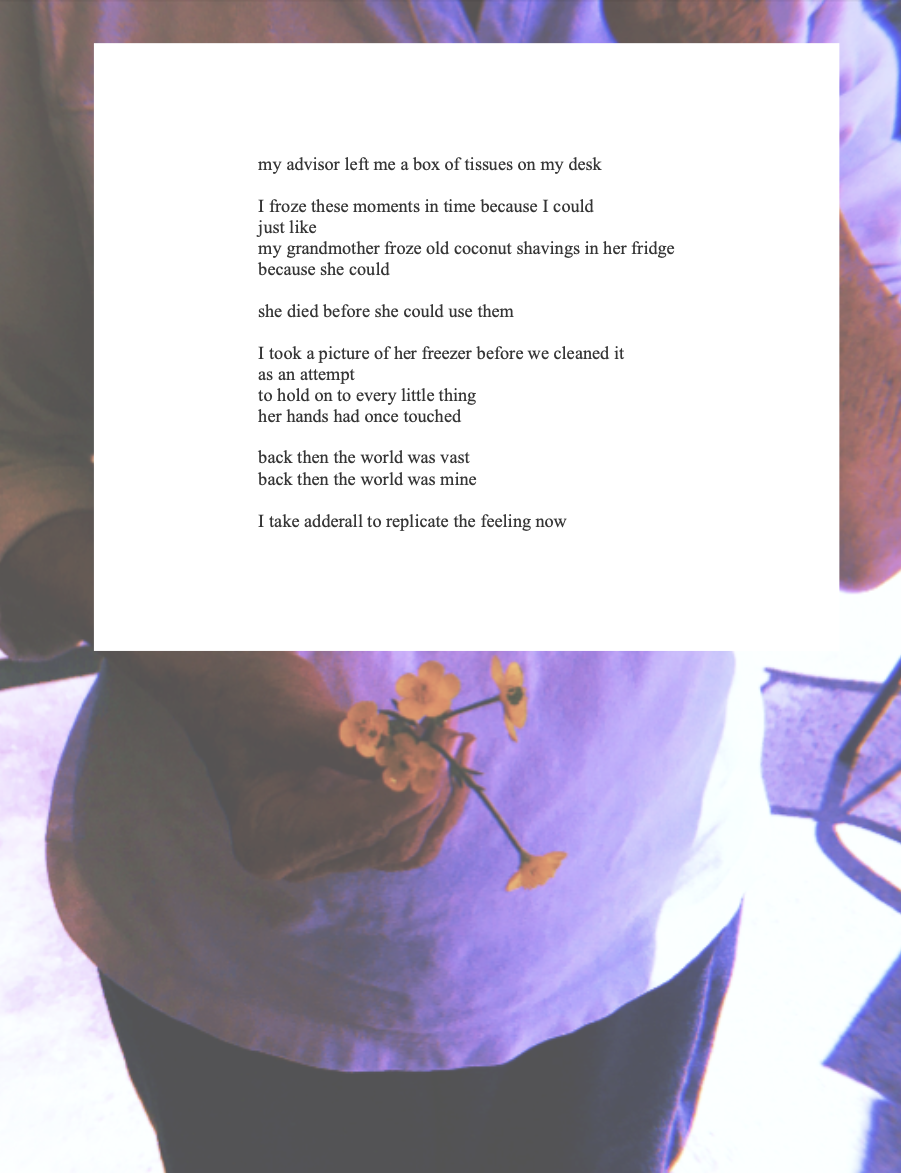 my advisor left me a box of tissues on my desk
I froze these moments in time because I could
just like
my grandmother froze old coconut shavings in her fridge
because she could
she died before she could use them
I took a picture of her freezer before we cleaned it
as an attempt
to hold on to every little thing
her hands had once touched
back then the world was vast
back then the world was mine
I take adderall to replicate the feeling now